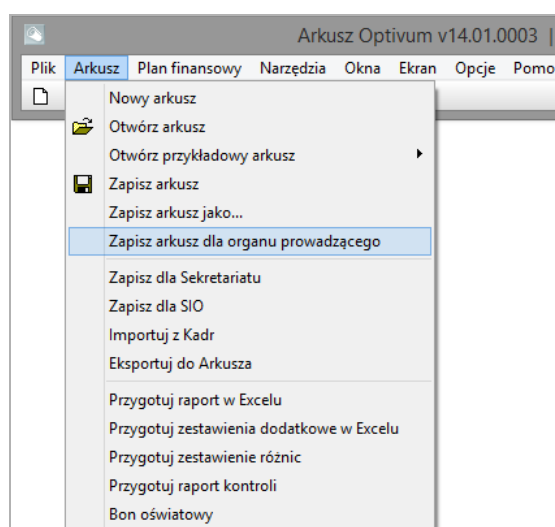 Arkusz Optivum v14.01.0003 |
Plik Arkusz Plan finansowy Narzędzia Okna Ekran Opcje Pomo
Nowy arkusz
Otwórz arkusz
Otwórz przykładowy arkusz
Zapisz arkusz
Zapisz arkusz jako...
Zapisz arkusz dla organu prowadzącego
Zapisz dla Sekretariatu
Zapisz dla SIO
Importuj z Kadr
Eksportuj do Arkusza
Przygotuj raport w Excelu
Przygotuj zestawienia dodatkowe w Excelu
Przygotuj zestawienie różnic
Przygotuj raport kontroli
Bon oświatowy